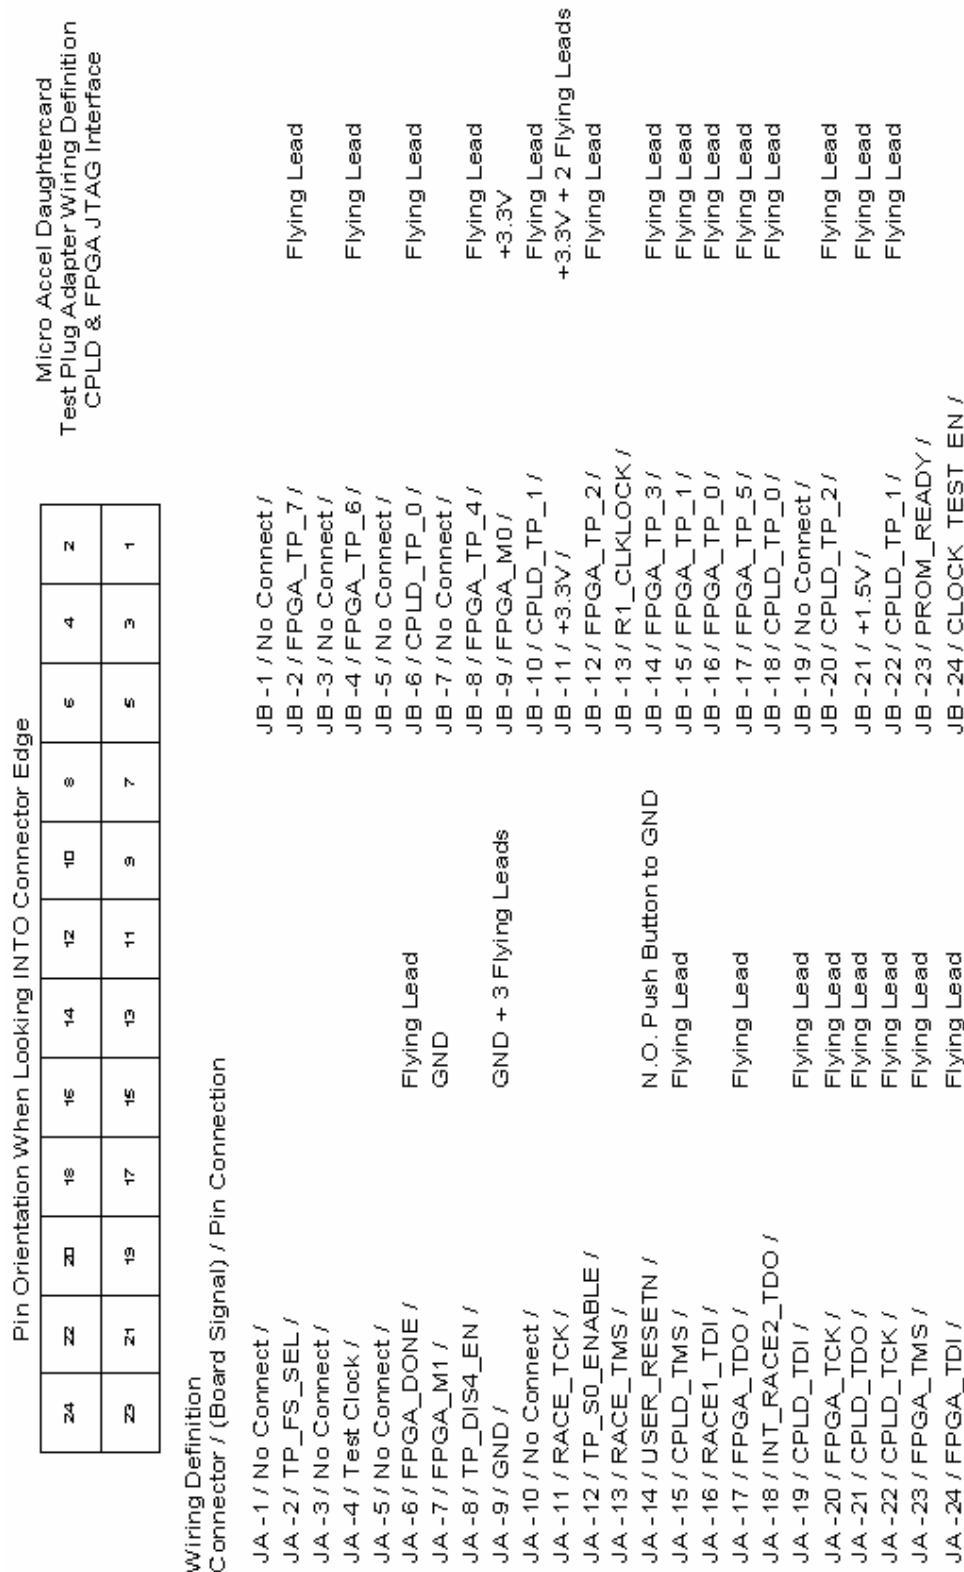 Micro Accel Daughtercard
Test Plug Adapter Wiring Definition
CPLD & FPGA JTAG Interface
Pin Orientation When Looking INTO Connector Edge
24 22 20 18 16 14 12 10 8 6 4 2
23 21 19 17 15 13 11 9 7 5 3 1
Wiring Definition
Connector / (Board Signal) / Pin Connection
JA -1 / No Connect /
JA -2 / TP_FS_SEL /
JA -3 / No Connect /
JA -4 / Test Clock /
JA -5 / No Connect /
JA -6 / FPGA_DONE / Flying Lead
JA -7 / FPGA_M1 / GND
JA -8 / TP_DIS4_EN /
JA -9 / GND / GND + 3 Flying Leads
JA -10 / No Connect /
JA -11 / RACE_TCK /
JA -12 / TP_S0_ENABLE /
JA -13 / RACE_TMS /
JA -14 / USER_RESETN / N.O. Push Button to GND
JA -15 / CPLD_TMS / Flying Lead
JA -16 / RACE1_TDI /
JA -17 / FPGA_TDO / Flying Lead
JA -18 / INT_RACE2_TDO /
JA -19 / CPLD_TDI / Flying Lead
JA -20 / FPGA_TCK / Flying Lead
JA -21 / CPLD_TDO / Flying Lead
JA -22 / CPLD_TCK / Flying Lead
JA -23 / FPGA_TMS / Flying Lead
JA -24 / FPGA_TDI / Flying Lead
JB -1 / No Connect /
JB -2 / FPGA_TP_7 / Flying Lead
JB -3 / No Connect /
JB -4 / FPGA_TP_6 / Flying Lead
JB -5 / No Connect /
JB -6 / CPLD_TP_0 / Flying Lead
JB -7 / No Connect /
JB -8 / FPGA_TP_4 / Flying Lead
JB -9 / FPGA_M0 / +3.3V
JB -10 / CPLD_TP_1 / Flying Lead
JB -11 / +3.3V / +3.3V + 2 Flying Leads
JB -12 / FPGA_TP_2 / Flying Lead
JB -13 / R1_CLKLOCK /
JB -14 / FPGA_TP_3 / Flying Lead
JB -15 / FPGA_TP_1 / Flying Lead
JB -16 / FPGA_TP_0 / Flying Lead
JB -17 / FPGA_TP_5 / Flying Lead
JB -18 / CPLD_TP_0 / Flying Lead
JB -19 / No Connect /
JB -20 / CPLD_TP_2 / Flying Lead
JB -21 / +1.5V / Flying Lead
JB -22 / CPLD_TP_1 / Flying Lead
JB -23 / PROM_READY /
JB -24 / CLOCK_TEST_EN /